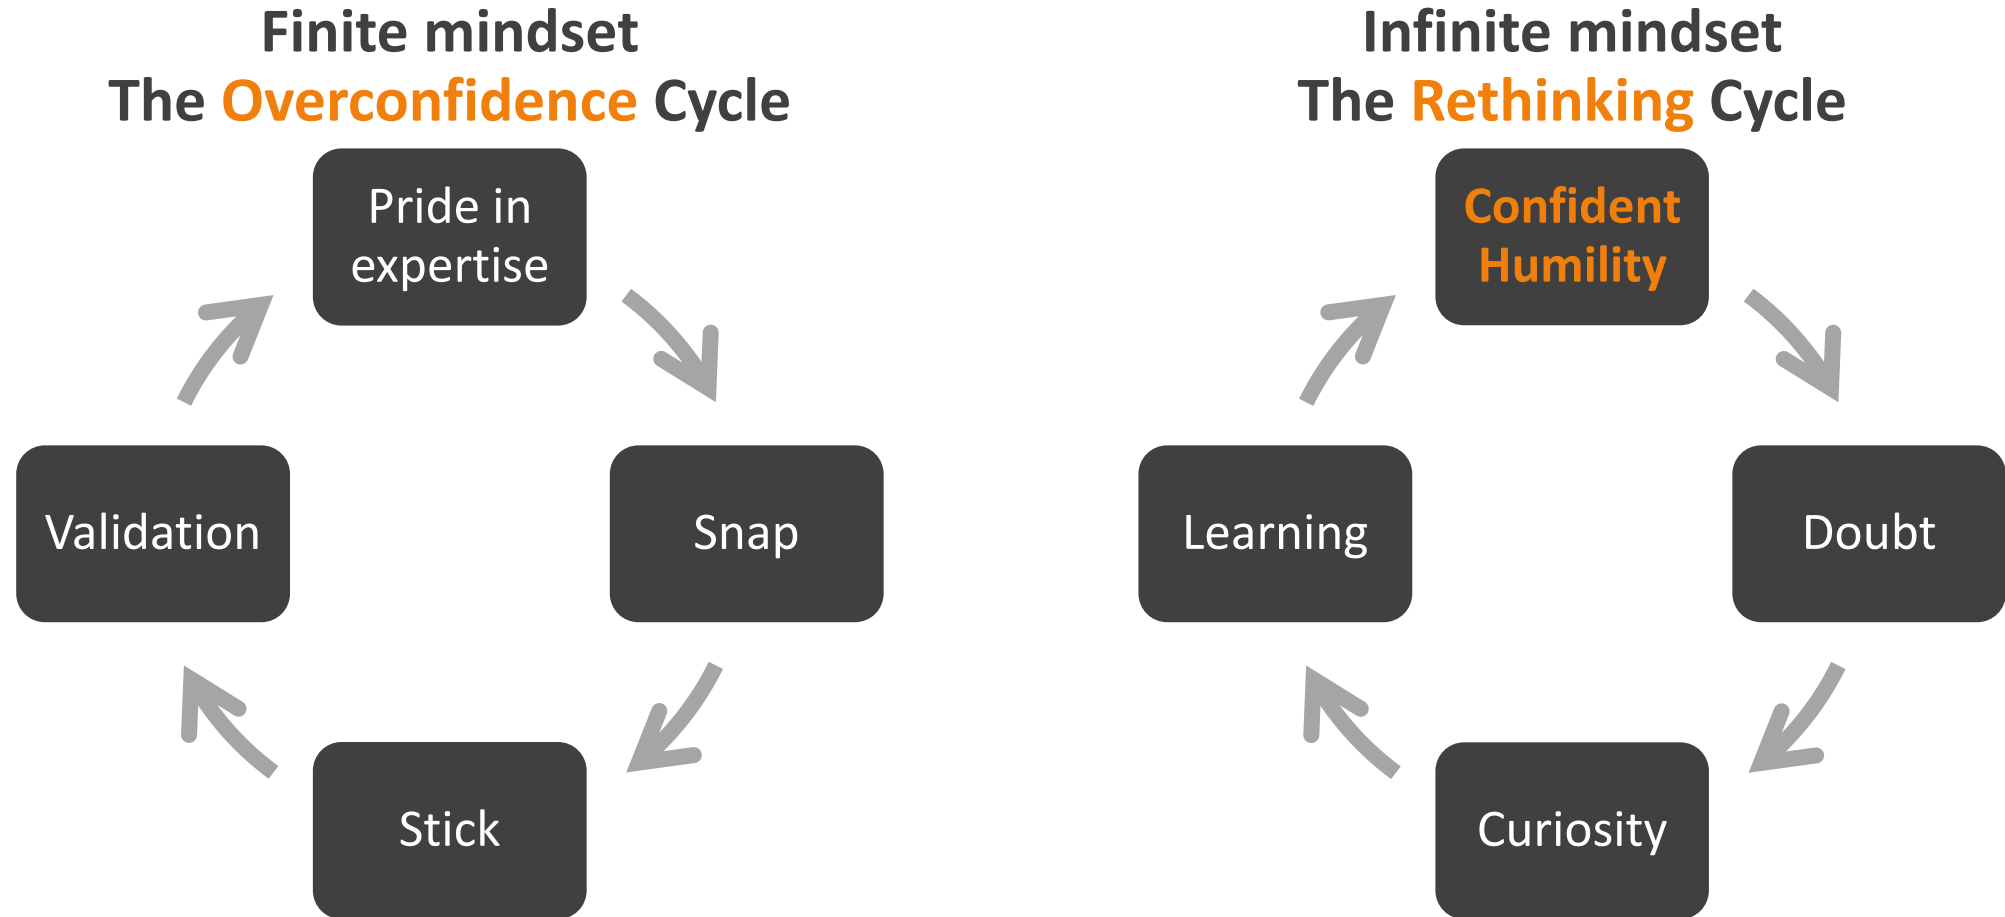 Finite mindset
The Overconfidence Cycle
Pride in
expertise
Snap
Stick
Validation
Infinite mindset
The Rethinking Cycle
Confident
Humility
Doubt
Curiosity
Learning